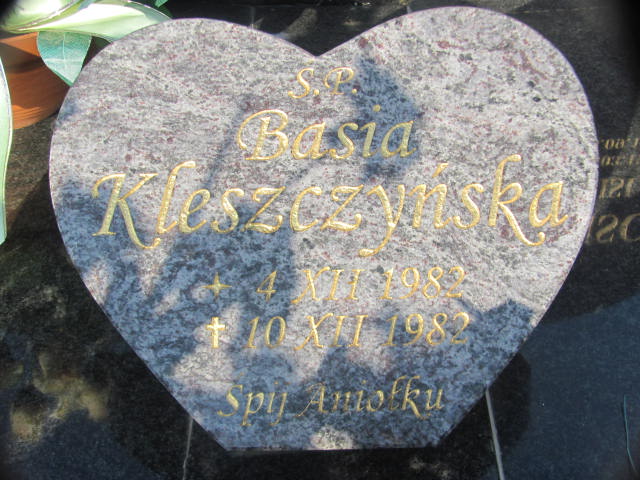 Ś.P.
Basia
Kleszczyńska
4 XII 1982
✝ 10 XII 1982
Śpij Aniołku